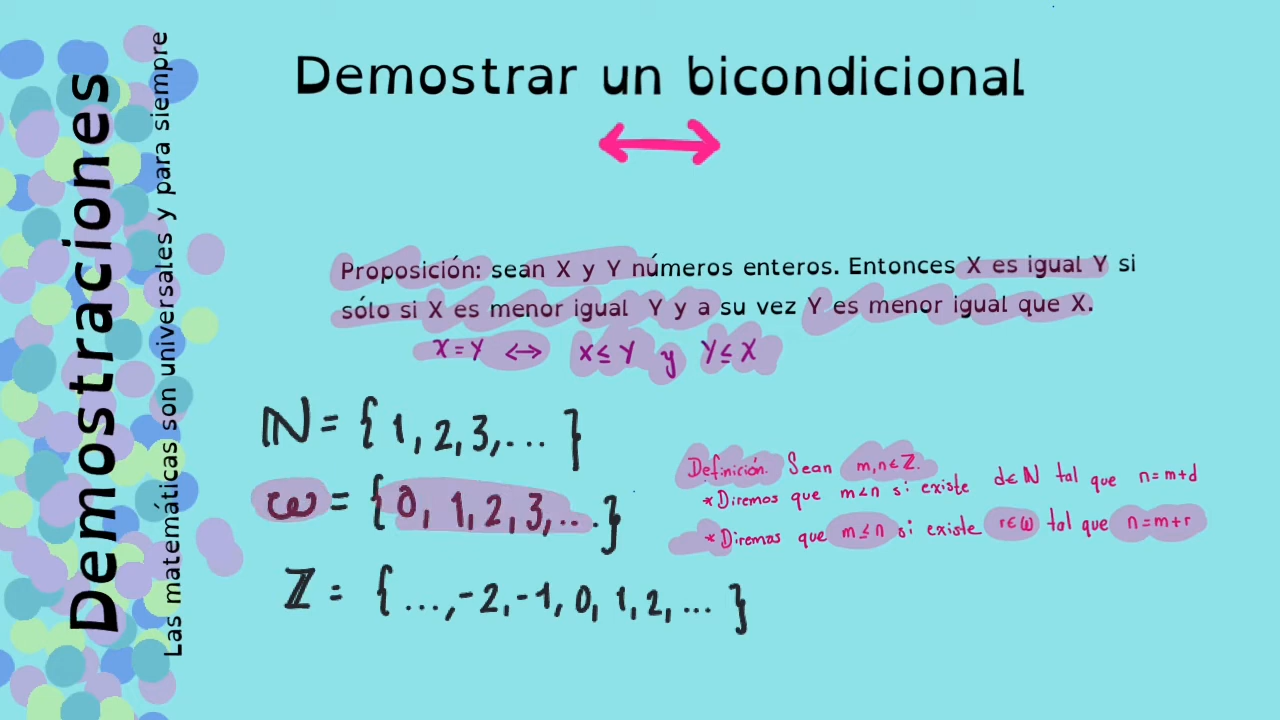 Demostraciones
Las matemáticas son universales y para siempre
Demostrar un bicondicional
Proposición: sean X y Y números enteros. Entonces X es igual Y si
sólo si X es menor igual Y y a su vez Y es menor igual que X.
X=Y ↔ X≤Y y Y≤X
ℕ = {1, 2, 3, ... }
ω = {0, 1, 2, 3, ... }
ℤ = {..., -2, -1, 0, 1, 2, ... }
Definición. Sean m,n∈ℤ.
*Diremos que m<n si existe d∈ℕ tal que n=m+d
*Diremos que m≤n si existe r∈ω tal que n=m+r